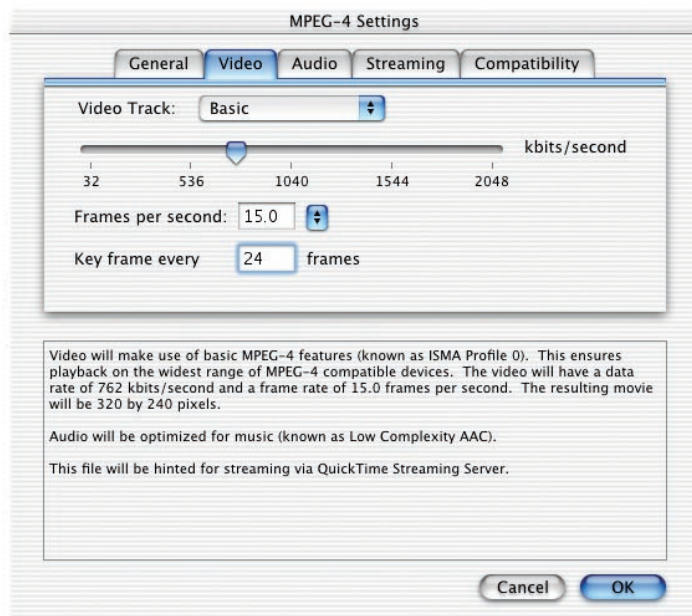 MPEG-4 Settings
General Video Audio Streaming Compatibility
Video Track: Basic
kbits/second
32 536 1040 1544 2048
Frames per second: 15.0
Key frame every 24 frames
Video will make use of basic MPEG-4 features (known as ISMA Profile 0).  This ensures
playback on the widest range of MPEG-4 compatible devices.  The video will have a data
rate of 762 kbits/second and a frame rate of 15.0 frames per second.  The resulting movie
will be 320 by 240 pixels.
Audio will be optimized for music (known as Low Complexity AAC).
This file will be hinted for streaming via QuickTime Streaming Server.
Cancel OK